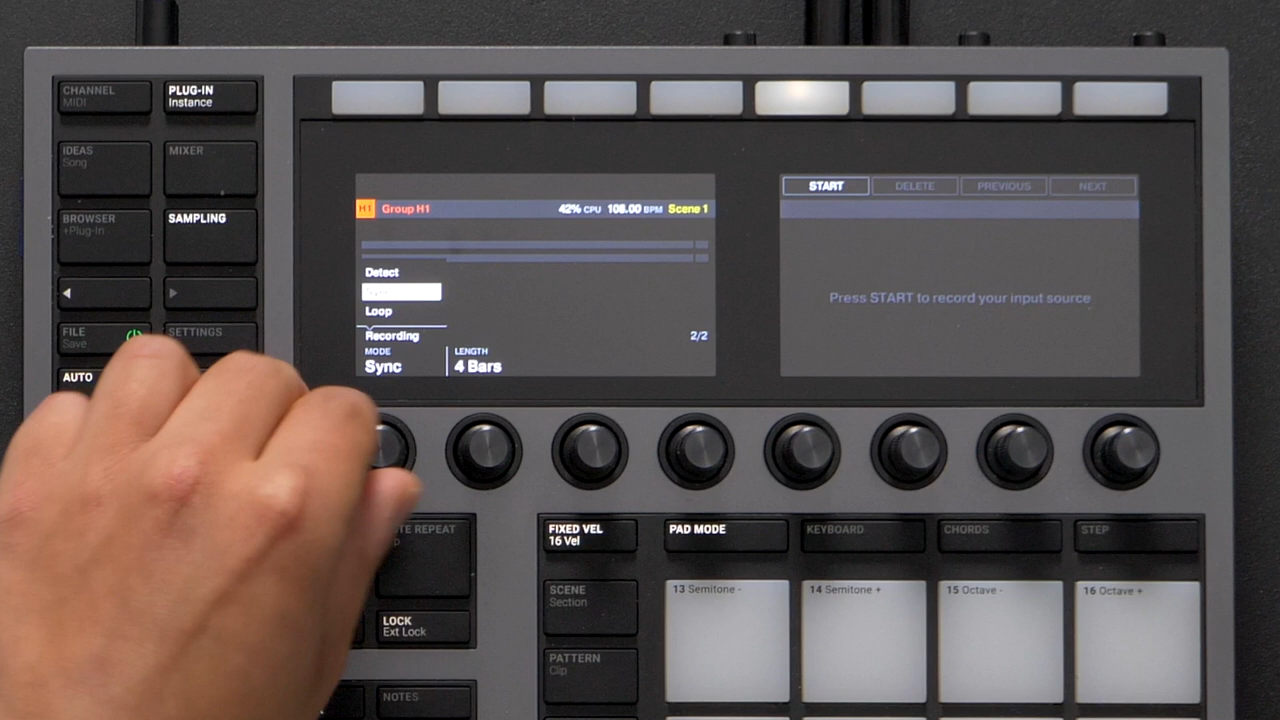 CHANNEL
MIDI
PLUG-IN
Instance
IDEAS
Song
MIXER
BROWSER
+Plug-In
SAMPLING
FILE
Save
SETTINGS
AUTO
H1 Group H1 42% CPU 108.00 BPM Scene 1
Detect
Loop
Recording 2/2
MODE LENGTH
Sync 4 Bars
START DELETE PREVIOUS NEXT
Press START to record your input source
REPEAT
LOCK
Ext Lock
NOTES
FIXED VEL
16 Vel
PAD MODE
KEYBOARD
CHORDS
STEP
SCENE
Section
PATTERN
Clip
13 Semitone -
14 Semitone +
15 Octave -
16 Octave +